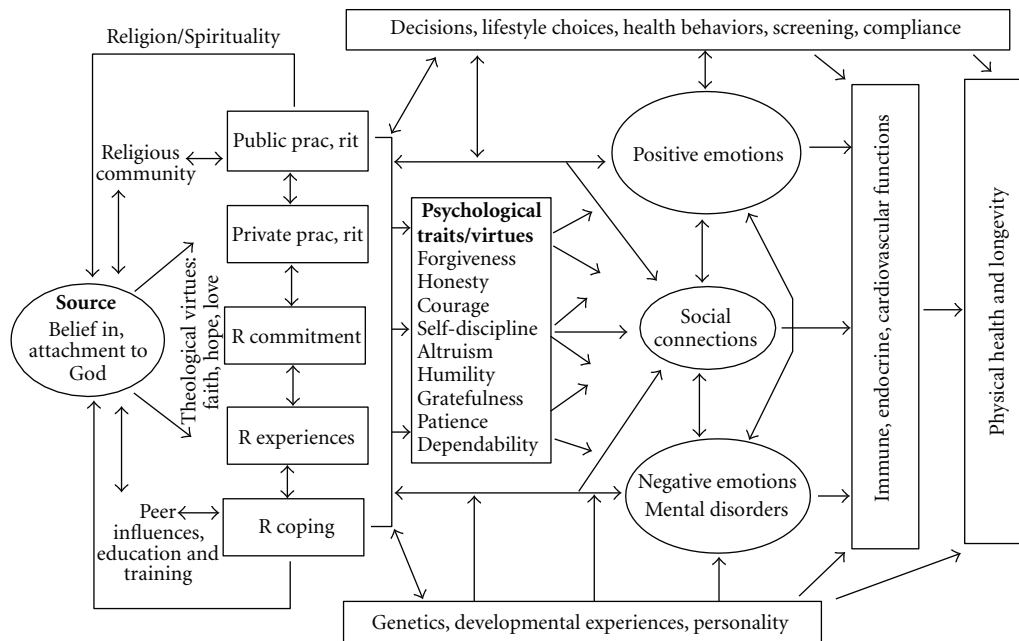 Religion/Spirituality
Decisions, lifestyle choices, health behaviors, screening, compliance
Public prac, rit
Religious
community
Private prac, rit
Source
Belief in,
attachment to
God
Theological virtues:
faith, hope, love
R commitment
R experiences
R coping
Peer
influences,
education and
training
Psychological
traits/virtues
Forgiveness
Honesty
Courage
Self-discipline
Altruism
Humility
Gratefulness
Patience
Dependability
Positive emotions
Social
connections
Negative emotions
Mental disorders
Immune, endocrine, cardiovascular functions
Physical health and longevity
Genetics, developmental experiences, personality